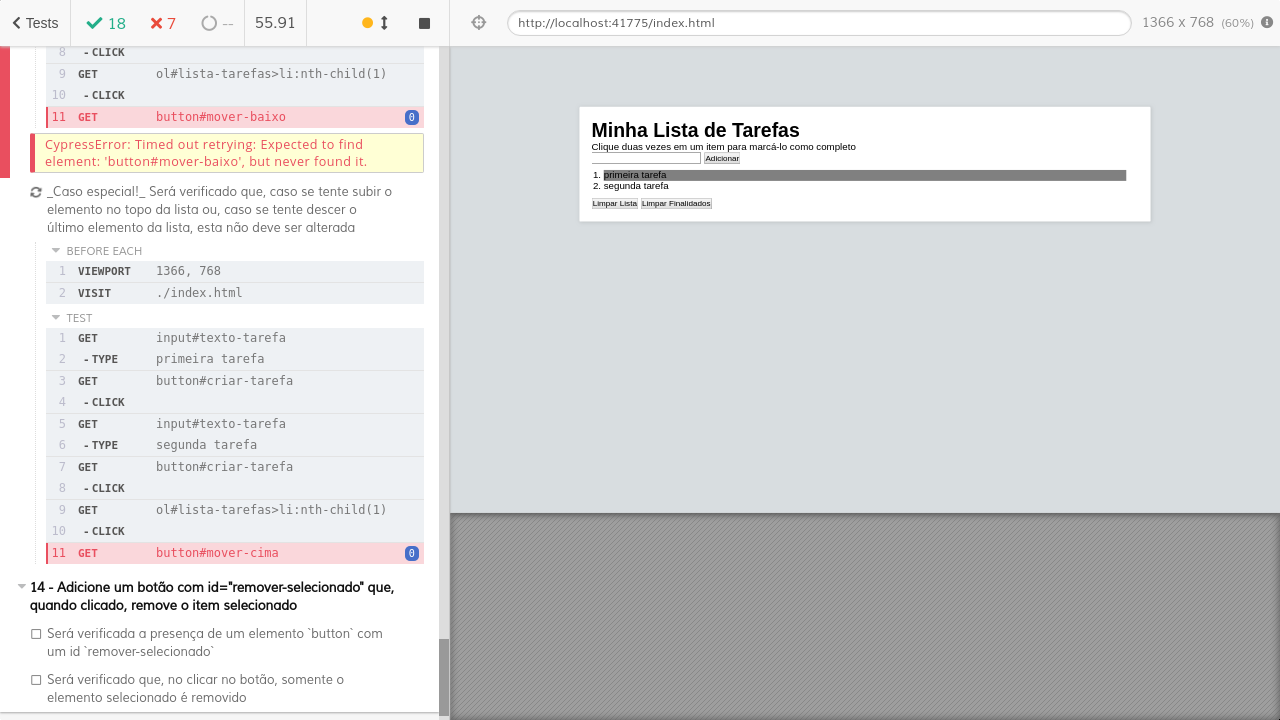 Tests
18
7
--
55.91
http://localhost:41775/index.html
1366 x 768 (60%)
8 - CLICK
9 GET ol#lista-tarefas>li:nth-child(1)
10 - CLICK
11 GET button#mover-baixo 0
CypressError: Timed out retrying: Expected to find
element: 'button#mover-baixo', but never found it.
_Caso especial!_ Será verificado que, caso se tente subir o
elemento no topo da lista ou, caso se tente descer o
último elemento da lista, esta não deve ser alterada
BEFORE EACH
1 VIEWPORT 1366, 768
2 VISIT ./index.html
TEST
1 GET input#texto-tarefa
2 - TYPE primeira tarefa
3 GET button#criar-tarefa
4 - CLICK
5 GET input#texto-tarefa
6 - TYPE segunda tarefa
7 GET button#criar-tarefa
8 - CLICK
9 GET ol#lista-tarefas>li:nth-child(1)
10 - CLICK
11 GET button#mover-cima 0
14 - Adicione um botão com id="remover-selecionado" que,
quando clicado, remove o item selecionado
Será verificada a presença de um elemento `button` com
um id `remover-selecionado`
Será verificado que, no clicar no botão, somente o
elemento selecionado é removido
Minha Lista de Tarefas
Clique duas vezes em um item para marcá-lo como completo
Adicionar
1. primeira tarefa
2. segunda tarefa
Limpar Lista Limpar Finalidados